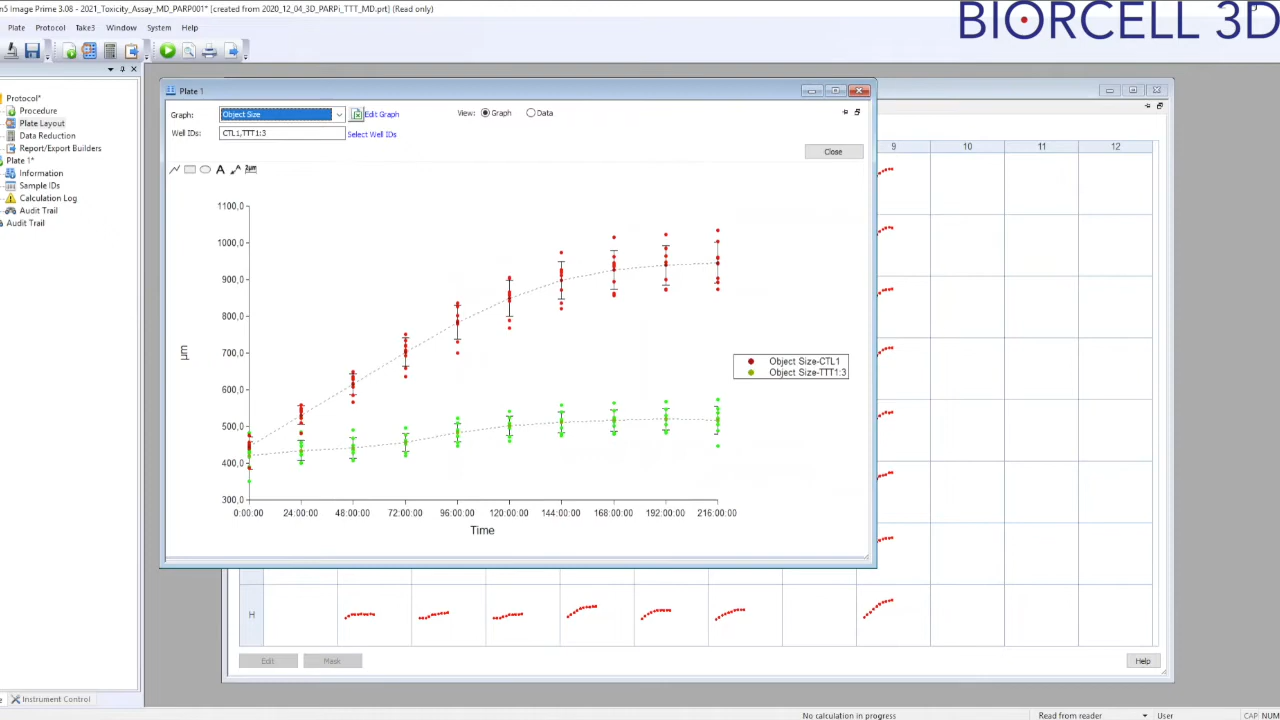 n5 Image Prime 3.08 - 2021_Toxicity_Assay_MD_PARP001* (created from 2020_12_04_3D_PARPi_TTT_MD.prt) (Read only)
BIORCELL 3D
Plate Protocol Take3 Window System Help
Protocol*
Procedure
Plate Layout
Data Reduction
Report/Export Builders
Plate 1*
Information
Sample IDs
Calculation Log
Audit Trail
Audit Trail
Plate 1
Graph: Object Size Edit Graph View: Graph Data
Well IDs: CTL1,TTT1:3 Select Well IDs
Close
A 2µm
9 10 11 12
1100,0
1000,0
900,0
800,0
700,0
600,0
500,0
400,0
300,0
µm
0:00:00 24:00:00 48:00:00 72:00:00 96:00:00 120:00:00 144:00:00 168:00:00 192:00:00 216:00:00
Time
Object Size-CTL1
Object Size-TTT1:3
H
Edit Mask Help
Instrument Control
No calculation in progress Read from reader User CAP NUM